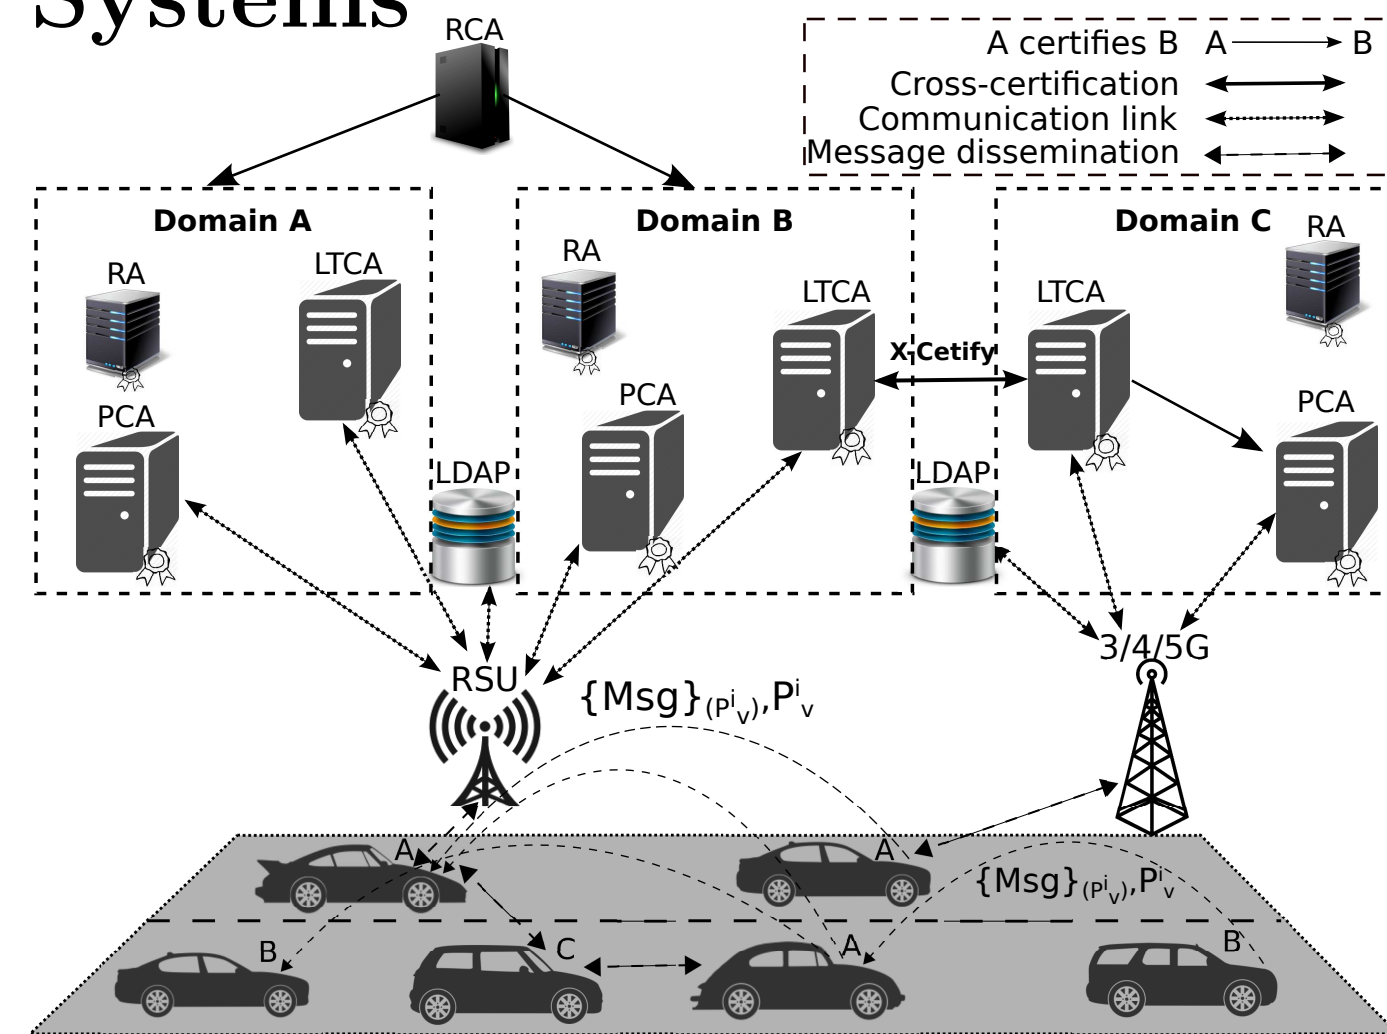 Systems
RCA
A certifies B A B
Cross-certification
Communication link
Message dissemination
Domain A
Domain B
Domain C
RA
LTCA
RA
LTCA
LTCA
RA
X-Cetify
PCA
PCA
PCA
LDAP
LDAP
RSU
3/4/5G
{Msg}(Pⁱᵥ),Pⁱᵥ
A
A
{Msg}(Pⁱᵥ),Pⁱᵥ
B
C
A
B